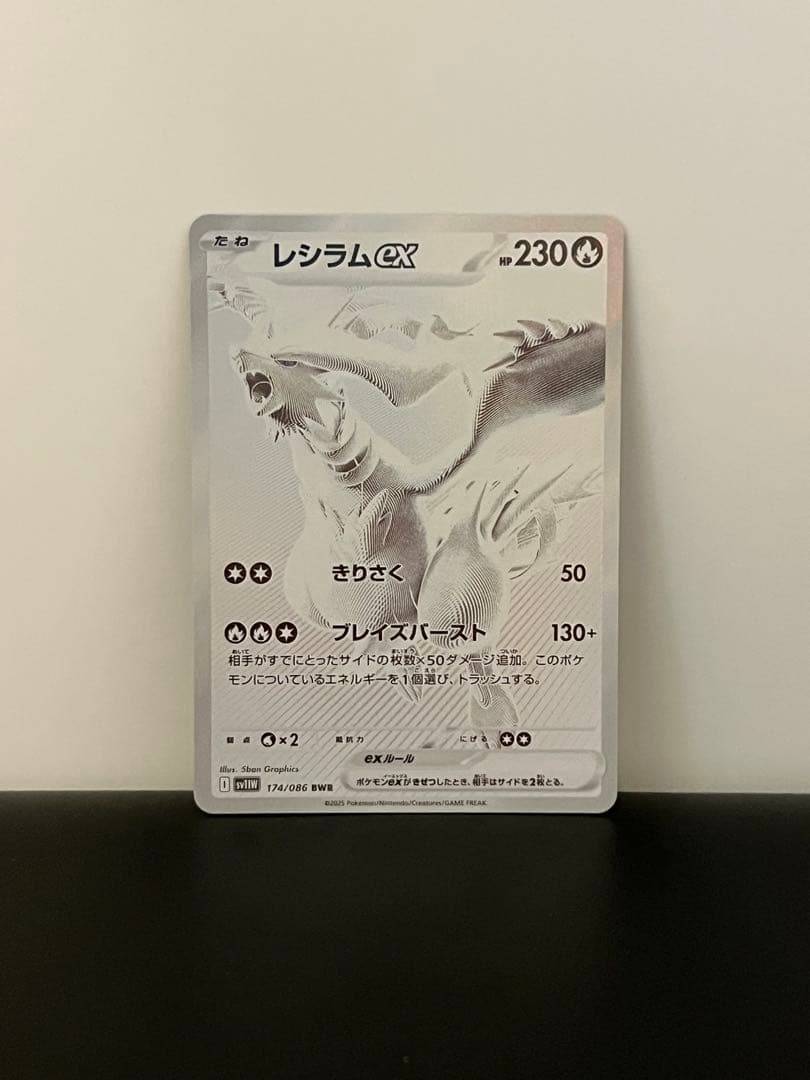 たね レシラムex HP 230
きりさく 50
ブレイズバースト 130+
相手がすでにとったサイドの枚数×50ダメージ追加。このポケ
モンについているエネルギーを1個選び、トラッシュする。
弱点 ×2 抵抗力 にげる
exルール
ポケモンexがきぜつしたとき、相手はサイドを2枚とる。
Illus. 5ban Graphics
I sv11W 174/086 BWR
©2025 Pokémon/Nintendo/Creatures/GAME FREAK.